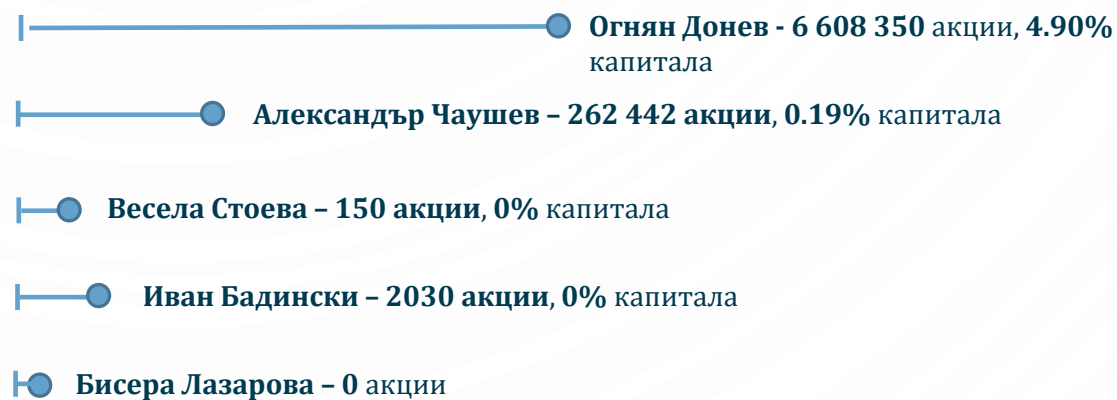 Огнян Донев - 6 608 350 акции, 4.90%
капитала
Александър Чаушев – 262 442 акции, 0.19% капитала
Весела Стоева – 150 акции, 0% капитала
Иван Бадински – 2030 акции, 0% капитала
Бисера Лазарова – 0 акции